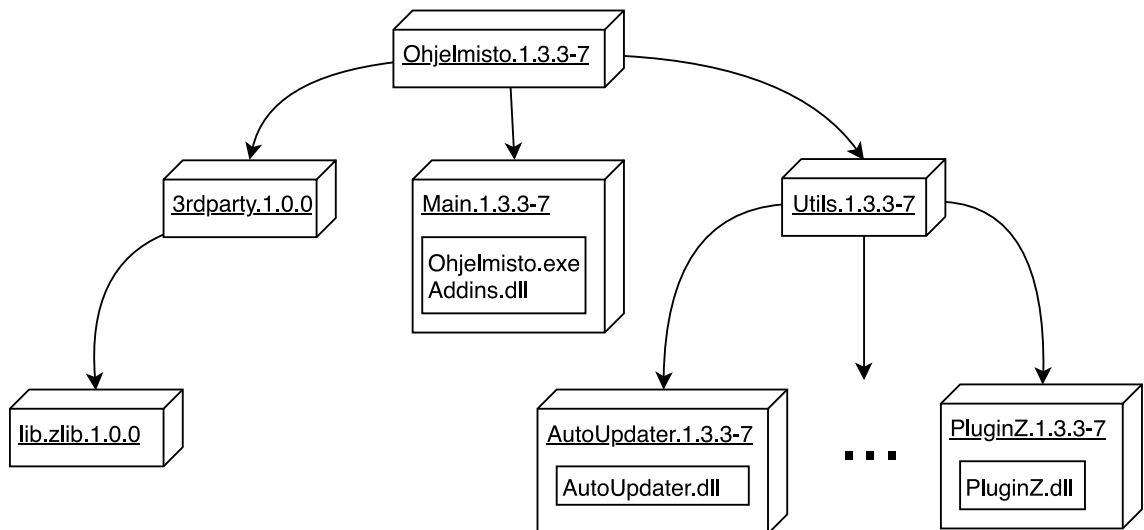 Ohjelmisto.1.3.3-7
3rdparty.1.0.0
Main.1.3.3-7
Utils.1.3.3-7
Ohjelmisto.exe
Addins.dll
lib.zlib.1.0.0
AutoUpdater.1.3.3-7
...
PluginZ.1.3.3-7
AutoUpdater.dll
PluginZ.dll